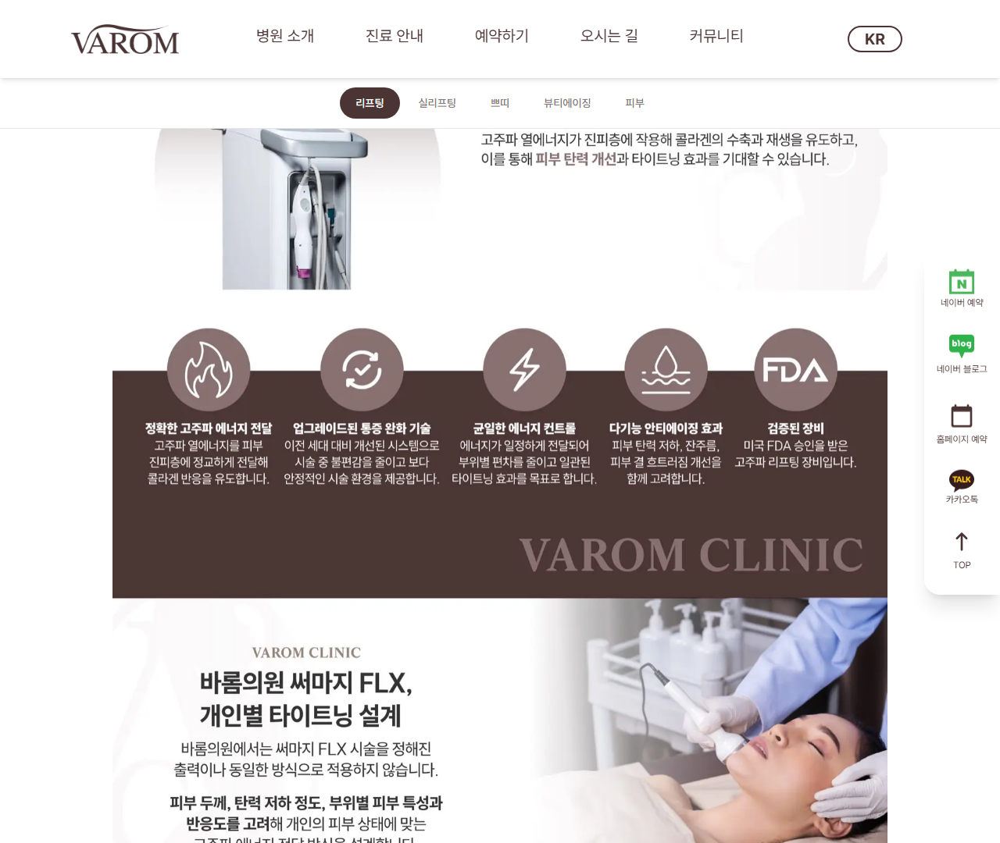 VAROM
병원 소개
진료 안내
예약하기
오시는 길
커뮤니티
KR
리프팅
실리프팅
쁘띠
뷰티에이징
피부
고주파 열에너지가 진피층에 작용해 콜라겐의 수축과 재생을 유도하고,
이를 통해 피부 탄력 개선과 타이트닝 효과를 기대할 수 있습니다.
N
네이버 예약
blog
네이버 블로그
홈페이지 예약
TALK
카카오톡
TOP
FDA
정확한 고주파 에너지 전달
고주파 열에너지를 피부
진피층에 정교하게 전달해
콜라겐 반응을 유도합니다.
업그레이드된 통증 완화 기술
이전 세대 대비 개선된 시스템으로
시술 중 불편감을 줄이고 보다
안정적인 시술 환경을 제공합니다.
균일한 에너지 컨트롤
에너지가 일정하게 전달되어
부위별 편차를 줄이고 일관된
타이트닝 효과를 목표로 합니다.
다기능 안티에이징 효과
피부 탄력 저하, 잔주름,
피부 결 흐트러짐 개선을
함께 고려합니다.
검증된 장비
미국 FDA 승인을 받은
고주파 리프팅 장비입니다.
VAROM CLINIC
VAROM CLINIC
바롬의원 써마지 FLX,
개인별 타이트닝 설계
바롬의원에서는 써마지 FLX 시술을 정해진
출력이나 동일한 방식으로 적용하지 않습니다.
피부 두께, 탄력 저하 정도, 부위별 피부 특성과
반응도를 고려해 개인의 피부 상태에 맞는
고주파 에너지 전달 방식을 설계합니다.